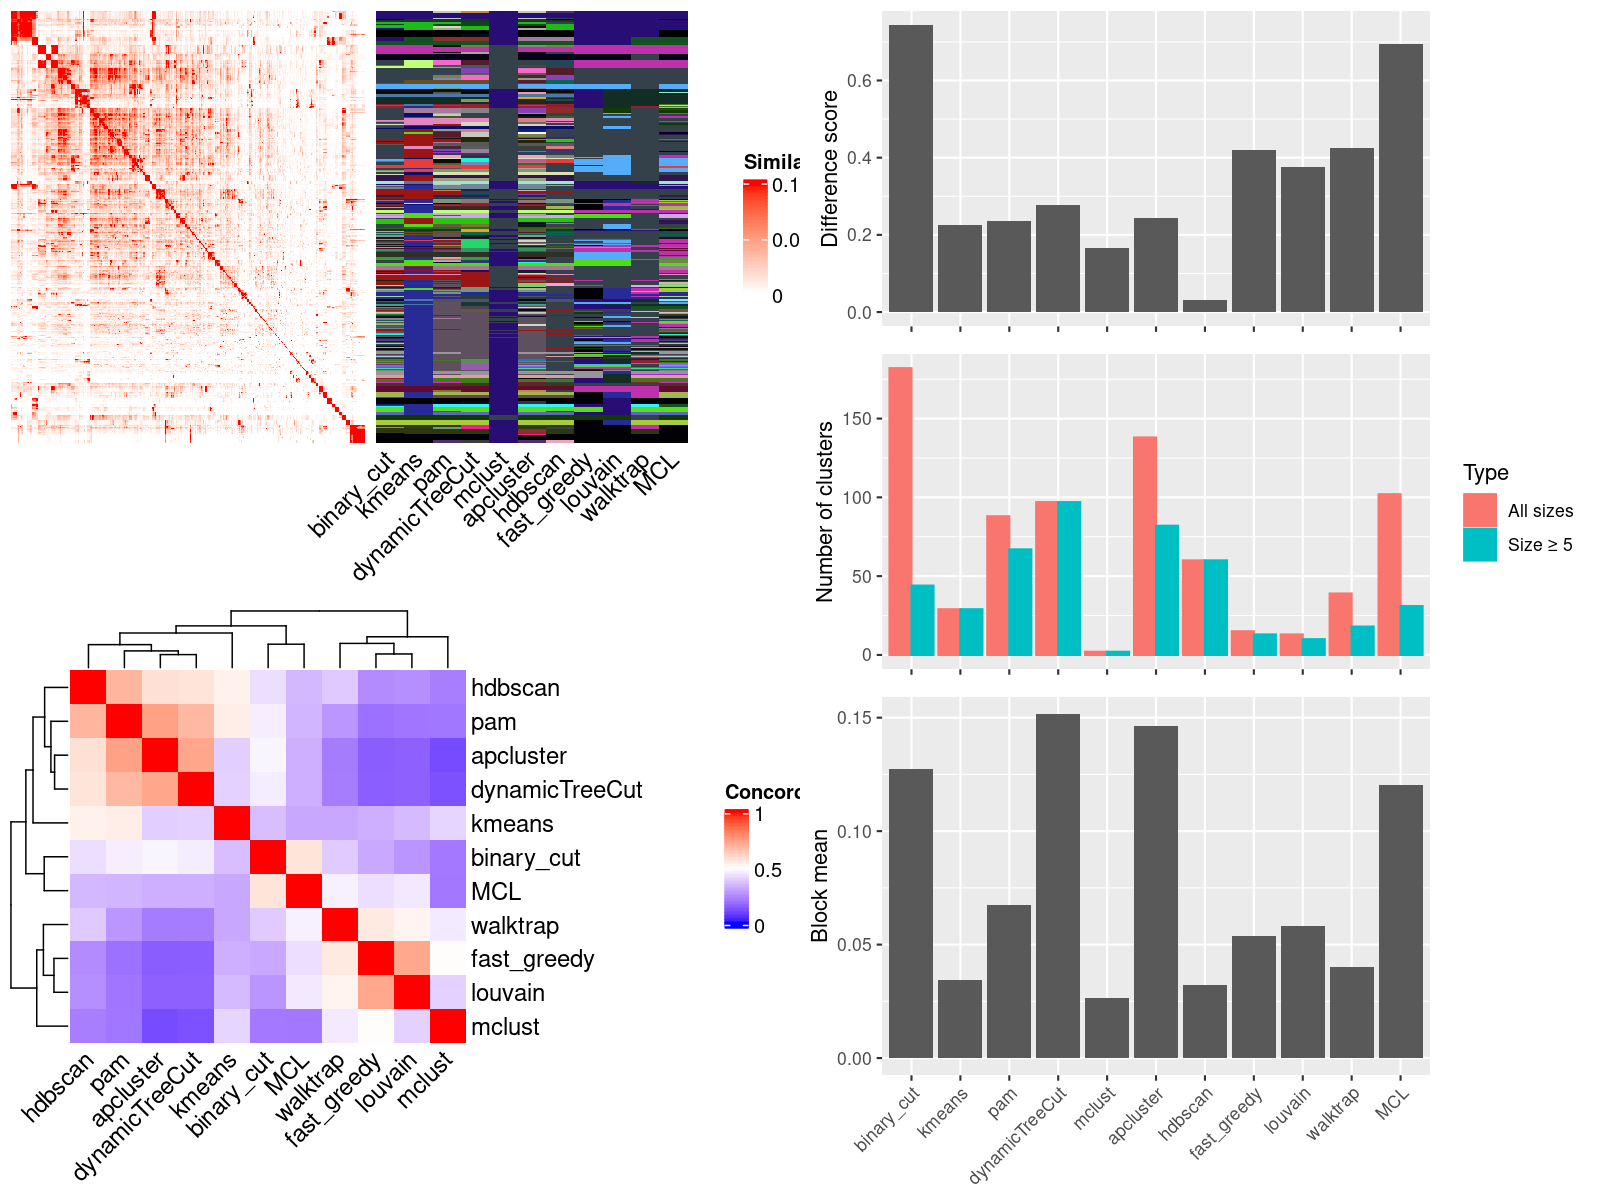 Simila
0.1
0.0
0
binary_cut
kmeans
pam
dynamicTreeCut
mclust
apcluster
hdbscan
fast_greedy
louvain
walktrap
MCL
hdbscan
pam
apcluster
dynamicTreeCut
kmeans
binary_cut
MCL
walktrap
fast_greedy
louvain
mclust
Concord
1
0.5
0
hdbscan
pam
apcluster
dynamicTreeCut
kmeans
binary_cut
MCL
walktrap
fast_greedy
louvain
mclust
Difference score
0.6
0.4
0.2
0.0
Number of clusters
150
100
50
0
Type
All sizes
Size ≥ 5
Block mean
0.15
0.10
0.05
0.00
binary_cut
kmeans
pam
dynamicTreeCut
mclust
apcluster
hdbscan
fast_greedy
louvain
walktrap
MCL